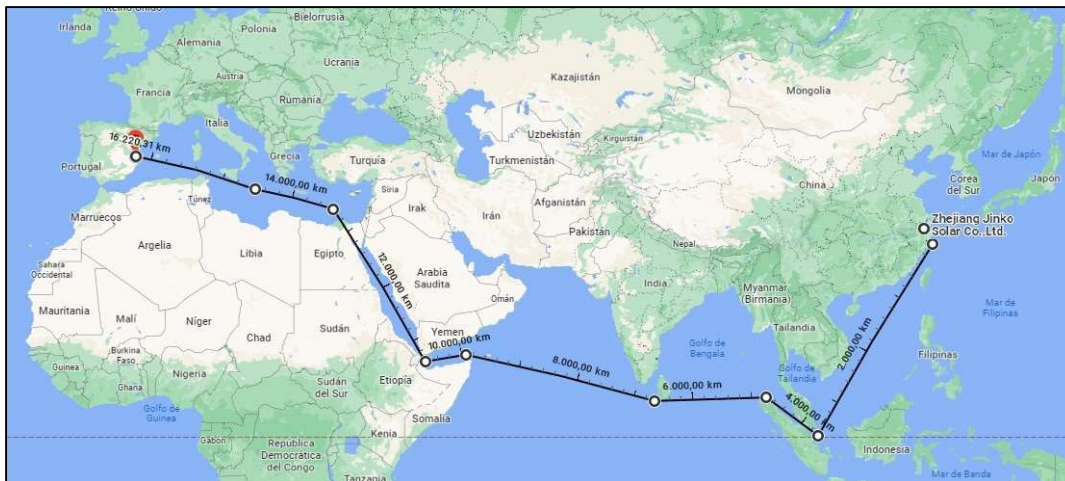 Irlanda
Bielorrusia
Polonia
Alemania
Ucrania
Austria
Francia
Rumanía
Kazajistán
Mongolia
16.220,31 km
Italia
Uzbekistán
Kirguistán
Mar de Japón
Portugal
Grecia
Turquía
Turkmenistán
Corea
del Sur
Japón
14.000,00 km
Túnez
Siria
China
Marruecos
Irak
Irán
Afganistán
Zhejiang Jinko
Solar Co.,Ltd.
Pakistán
Nepal
Argelia
Libia
Egipto
12.000,00 km
Arabia
Saudita
Sahara
Occidental
India
Myanmar
(Birmania)
Omán
Mar de
Filipinas
Mauritania
Malí
Níger
Chad
Sudán
Yemen
Tailandia
10.000,00 km
Golfo de
Bengala
2.000,00 km
Burkina
Faso
8.000,00 km
Filipinas
Guinea
Nigeria
Etiopía
Golfo de
Tailandia
Ghana
Sudán
del Sur
6.000,00 km
4.000,00 km
Golfo de
Guinea
Somalia
Gabón
Kenia
República
Democrática
del Congo
Indonesia
Tanzania
Mar de Banda